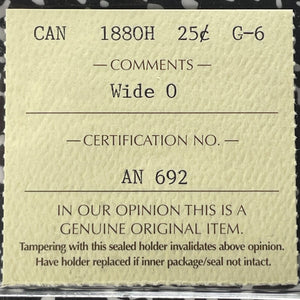 CAN 1880H 25¢ G-6
—COMMENTS—
Wide O
—CERTIFICATION NO.—
AN 692
IN OUR OPINION THIS IS A
GENUINE ORIGINAL ITEM.
Tampering with this sealed holder invalidates above opinion.
Have holder replaced if inner package/seal not intact.